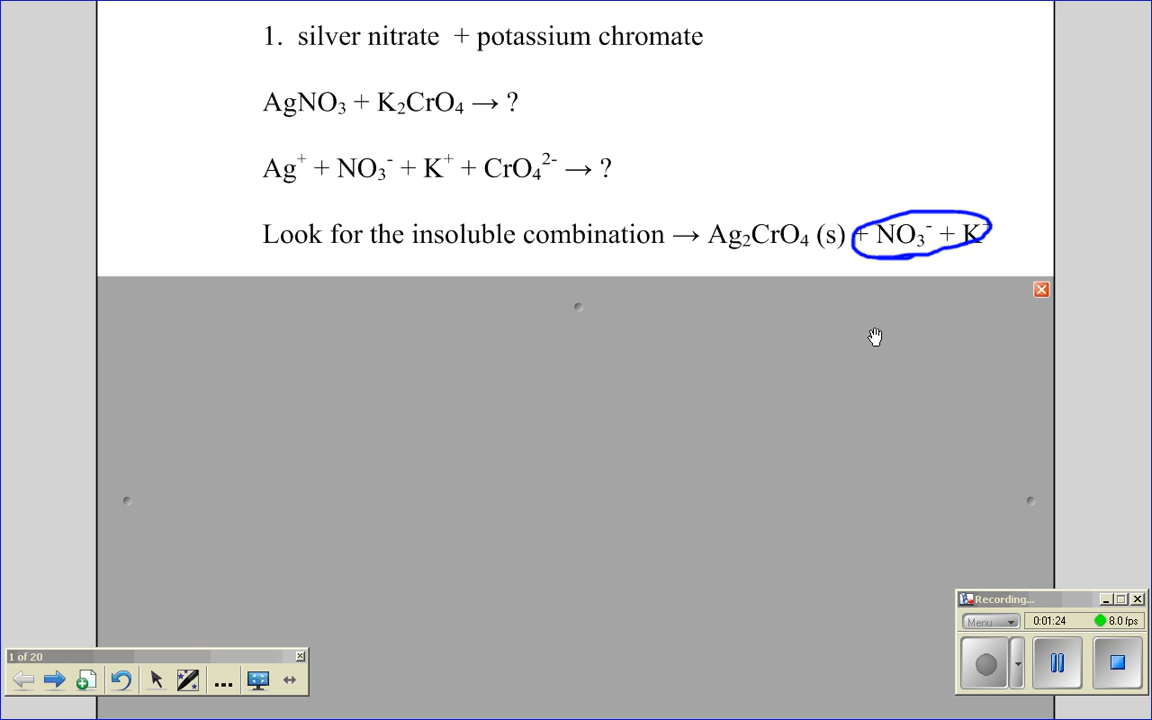 1. silver nitrate + potassium chromate
AgNO₃ + K₂CrO₄ → ?
Ag⁺ + NO₃⁻ + K⁺ + CrO₄²⁻ → ?
Look for the insoluble combination → Ag₂CrO₄ (s) + NO₃⁻ + K⁺
Recording...
Menu 0:01:24 8.0 fps
1 of 20
...